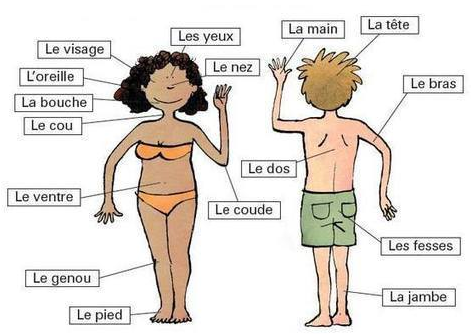 Les yeux
La main
La tête
Le visage
Le nez
L'oreille
Le bras
La bouche
Le cou
Le dos
Le ventre
Le coude
Les fesses
Le genou
La jambe
Le pied